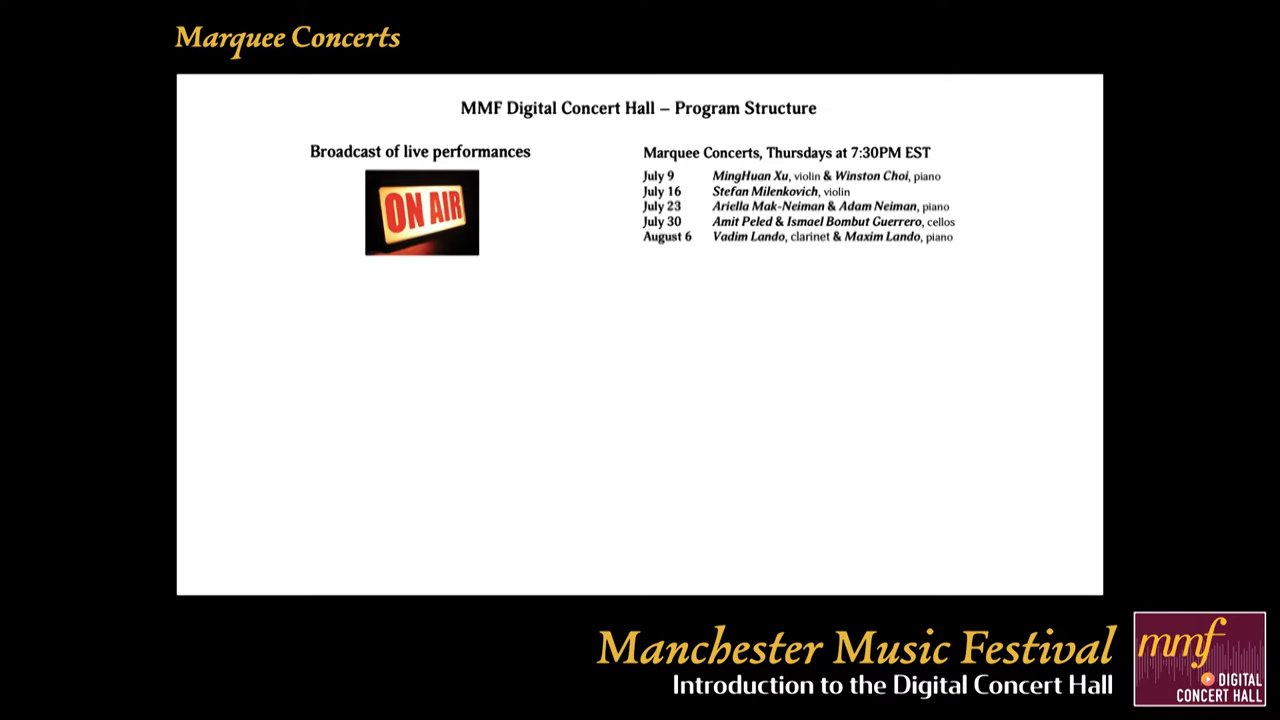 Marquee Concerts
MMF Digital Concert Hall – Program Structure
Broadcast of live performances
ON AIR
Marquee Concerts, Thursdays at 7:30PM EST
July 9 MingHuan Xu, violin & Winston Choi, piano
July 16 Stefan Milenkovich, violin
July 23 Ariella Mak-Neiman & Adam Neiman, piano
July 30 Amit Peled & Ismael Bombut Guerrero, cellos
August 6 Vadim Lando, clarinet & Maxim Lando, piano
Manchester Music Festival
Introduction to the Digital Concert Hall
mmf
DIGITAL
CONCERT HALL